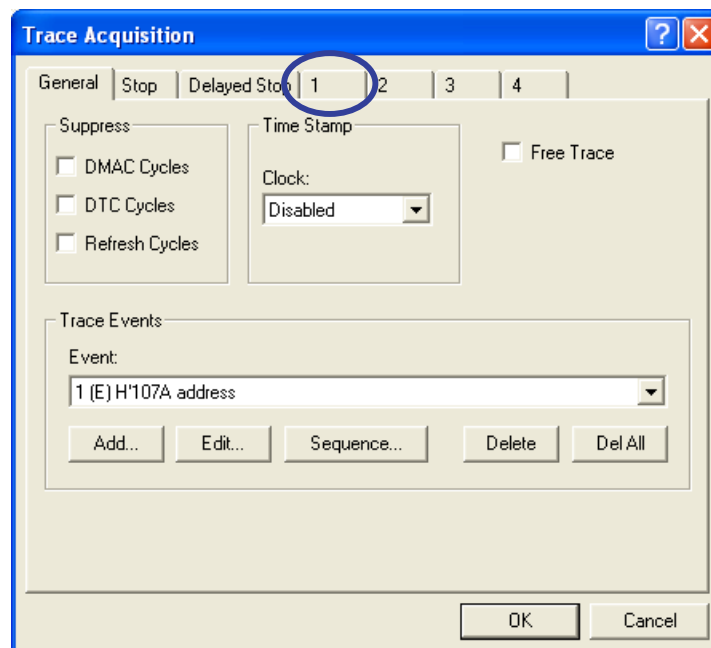 Trace Acquisition
General Stop Delayed Stop 1 2 3 4
Suppress
DMAC Cycles
DTC Cycles
Refresh Cycles
Time Stamp
Clock:
Disabled
Free Trace
Trace Events
Event:
1 (E) H'107A address
Add... Edit... Sequence... Delete Del All
OK Cancel